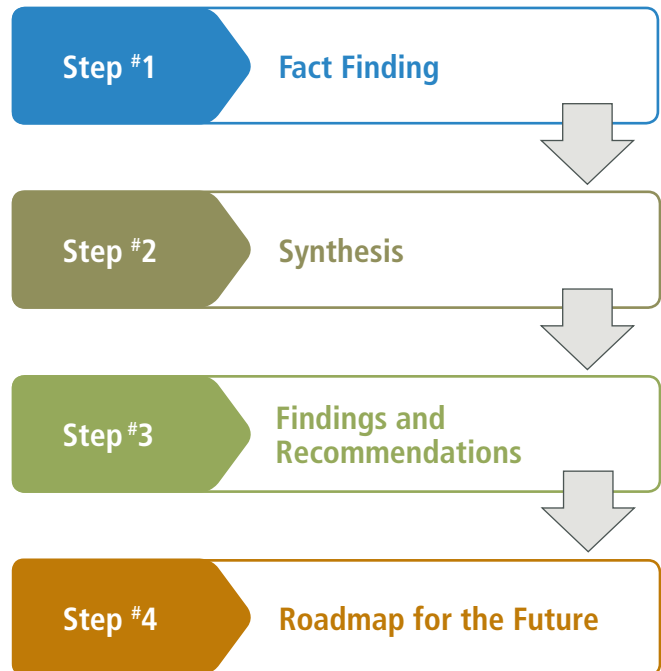 Step #1
Fact Finding
Step #2
Synthesis
Step #3
Findings and
Recommendations
Step #4
Roadmap for the Future